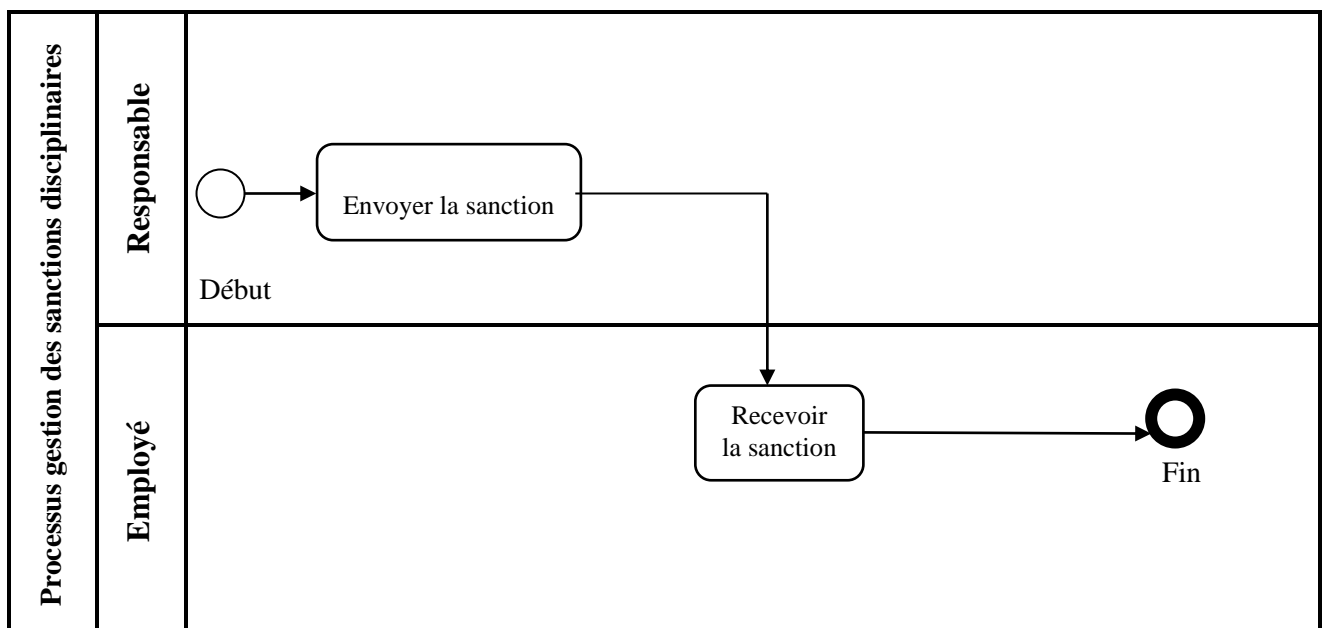 Processus gestion des sanctions disciplinaires
Responsable
Envoyer la sanction
Début
Employé
Recevoir
la sanction
Fin